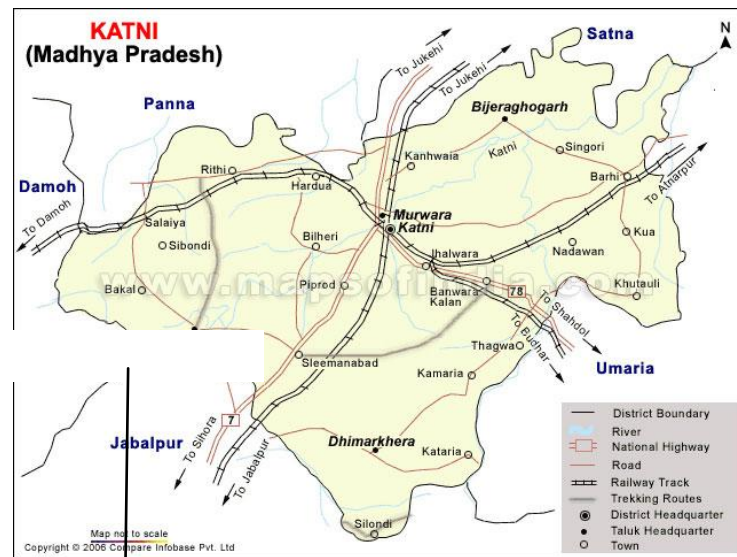 KATNI
(Madhya Pradesh)
N
Satna
Panna
Damoh
Jabalpur
Umaria
To Jukehi
To Jukehi
Bijeraghogarh
Katni
Singori
Kanhwaia
Barhi
To Atnarpur
Rithi
Hardua
To Damoh
Salaiya
Sibondi
Murwara
Katni
Bilheri
Jhalwara
Nadawan
Kua
www.mapsofindia.com
Bakal
Piprod
Banwara
Kalan
78
Khutauli
To Shahdol
To Budhar
Thagwa
Sleemanabad
Kamaria
7
To Sihora
To Jabalpur
Dhimarkhera
Kataria
Silondi
District Boundary
River
National Highway
Road
Railway Track
Trekking Routes
District Headquarter
Taluk Headquarter
Town
Map not to scale
Copyright © 2006 Compare Infobase Pvt. Ltd